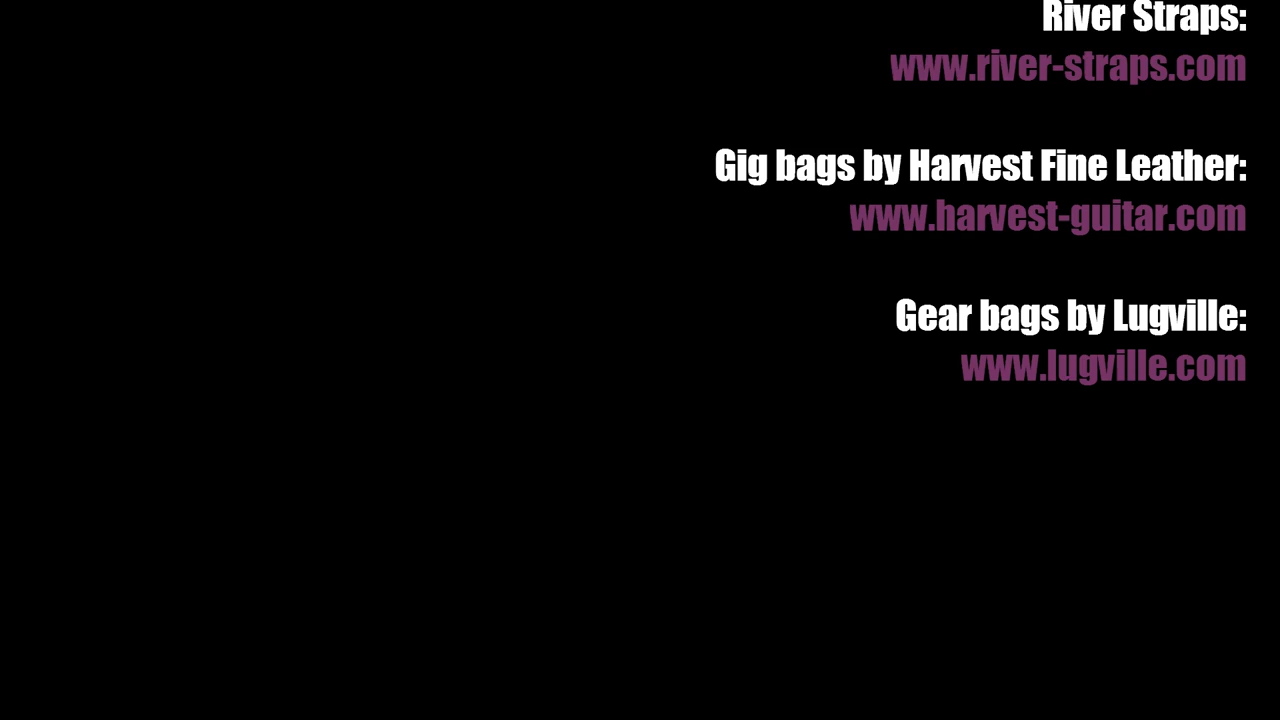 River Straps:
www.river-straps.com
Gig bags by Harvest Fine Leather:
www.harvest-guitar.com
Gear bags by Lugville:
www.lugville.com